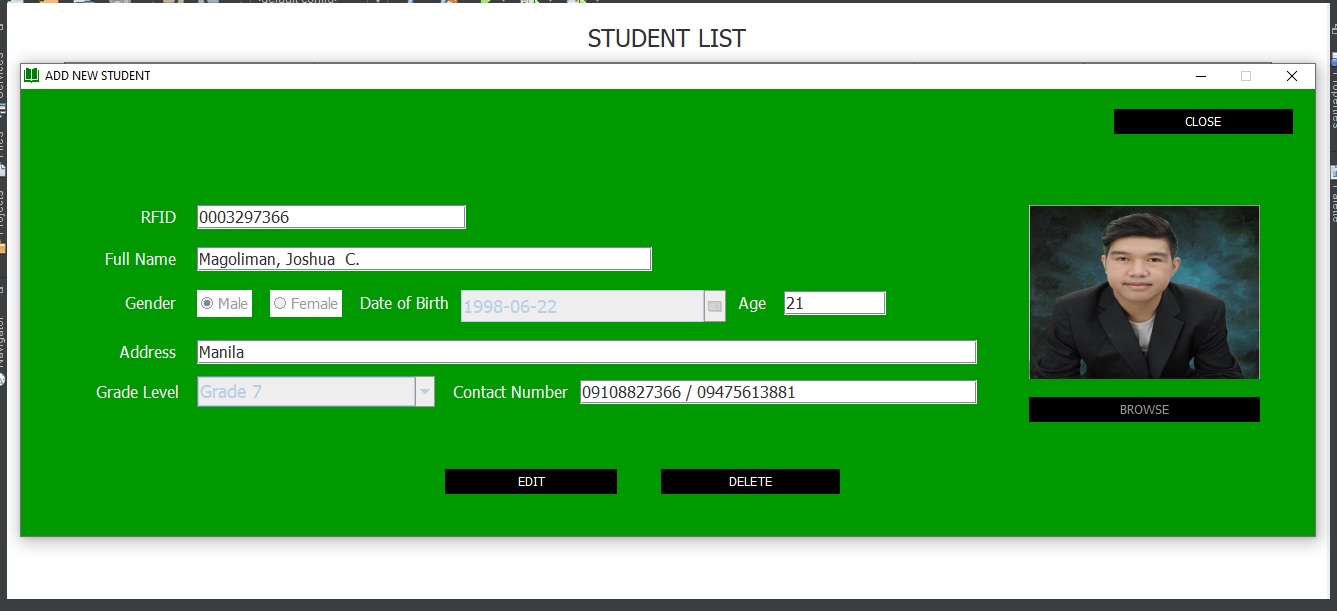 STUDENT LIST
ADD NEW STUDENT
CLOSE
RFID 0003297366
Full Name Magoliman, Joshua  C.
Gender Male Female Date of Birth 1998-06-22 Age 21
Address Manila
Grade Level Grade 7 Contact Number 09108827366 / 09475613881
BROWSE
EDIT DELETE